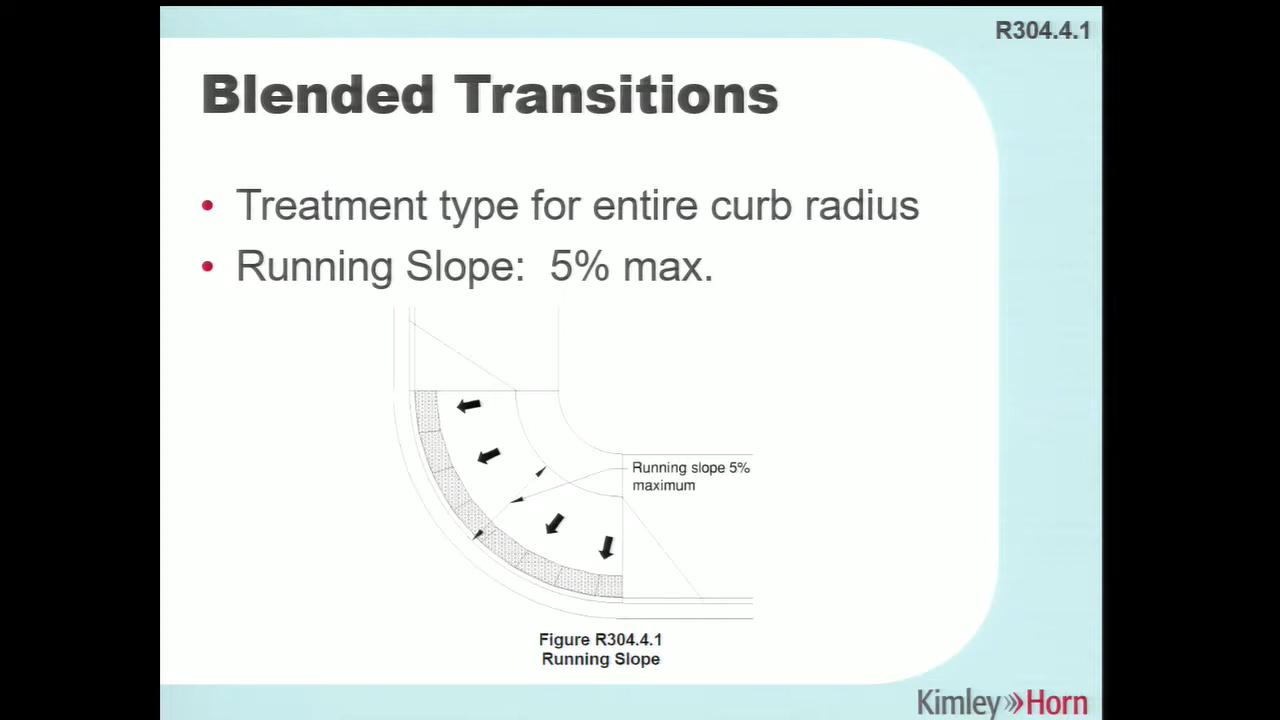 R304.4.1
Blended Transitions
• Treatment type for entire curb radius
• Running Slope: 5% max.
Running slope 5%
maximum
Figure R304.4.1
Running Slope
Kimley»Horn